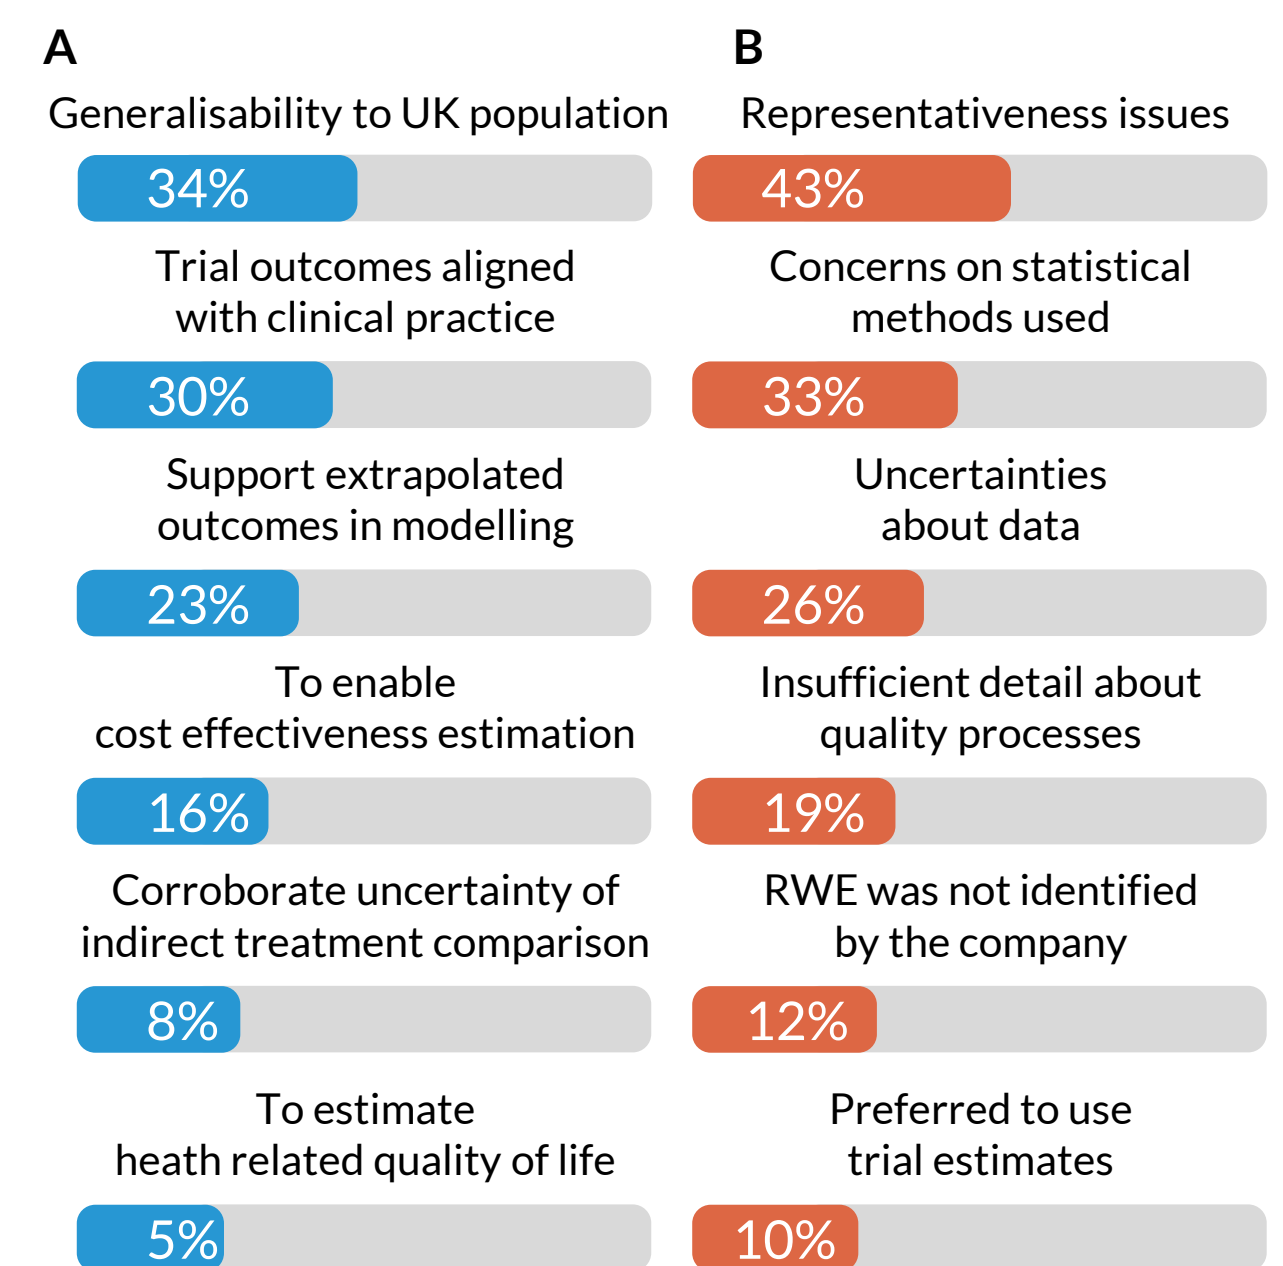 A
Generalisability to UK population
34%
Trial outcomes aligned
with clinical practice
30%
Support extrapolated
outcomes in modelling
23%
To enable
cost effectiveness estimation
16%
Corroborate uncertainty of
indirect treatment comparison
8%
To estimate
heath related quality of life
5%
B
Representativeness issues
43%
Concerns on statistical
methods used
33%
Uncertainties
about data
26%
Insufficient detail about
quality processes
19%
RWE was not identified
by the company
12%
Preferred to use
trial estimates
10%